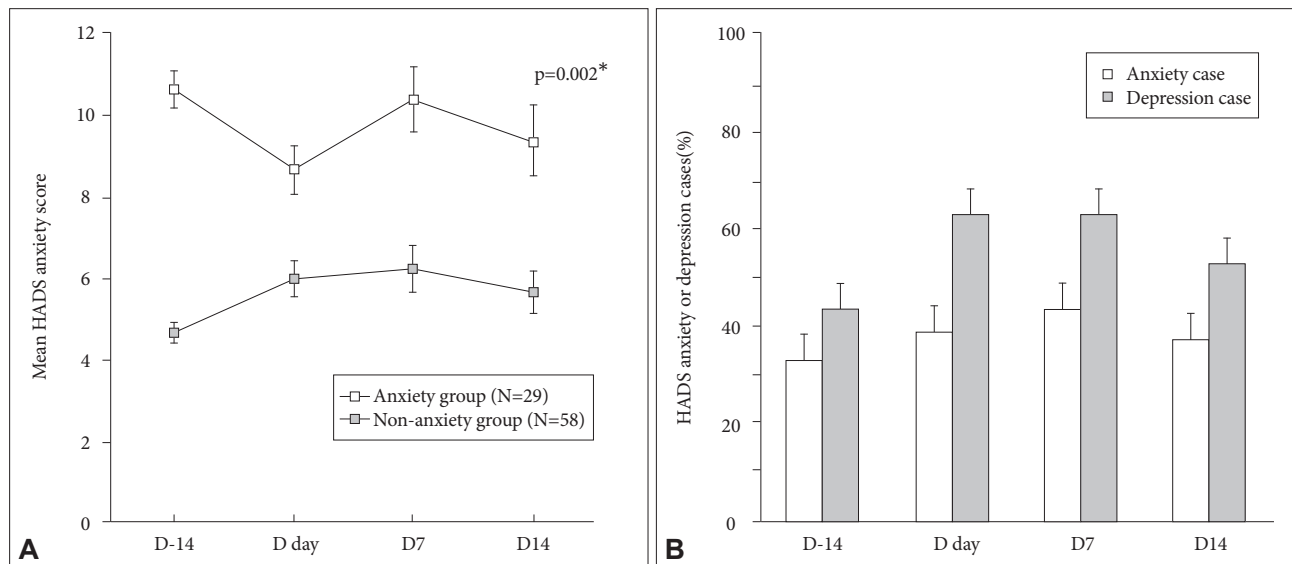 12
10
8
6
4
2
0
Mean HADS anxiety score
p=0.002*
Anxiety group (N=29)
Non-anxiety group (N=58)
D-14 D day D7 D14
A
100
80
60
40
20
0
HADS anxiety or depression cases(%)
Anxiety case
Depression case
D-14 D day D7 D14
B